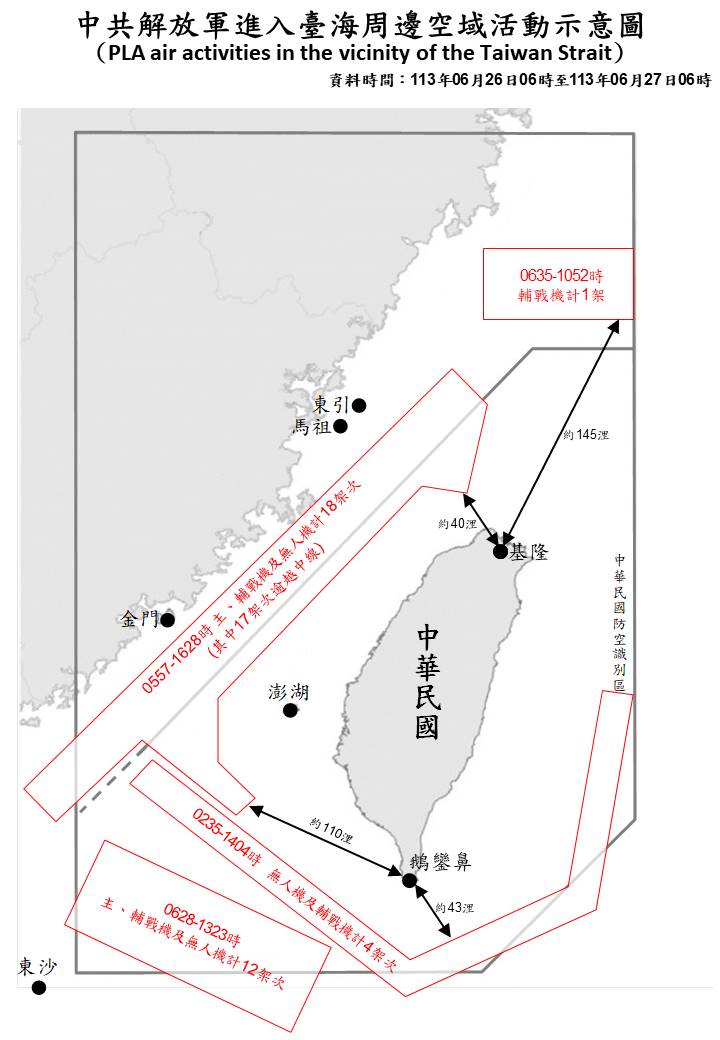 中共解放軍進入臺海周邊空域活動示意圖
（PLA air activities in the vicinity of the Taiwan Strait）
資料時間：113年06月26日06時至113年06月27日06時
0635-1052時
輔戰機計1架
東引
馬祖
約145浬
約40浬
基隆
0557-1628時 主、輔戰機及無人機計18架次
(其中17架次逾越中線)
中華民國防空識別區
金門
中華民國
澎湖
約110浬
0235-1404時 無人機及輔戰機計4架次
鵝鑾鼻
約43浬
0628-1323時
主、輔戰機及無人機計12架次
東沙